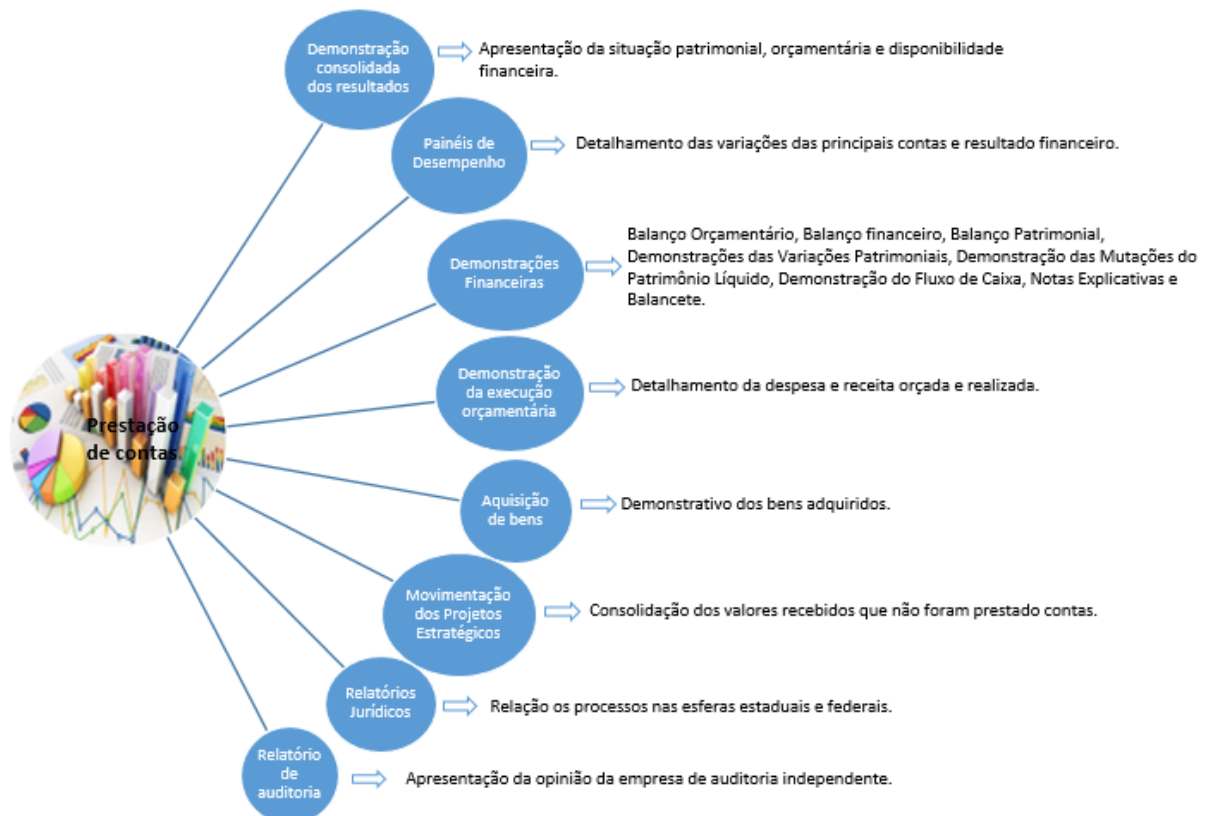 Demonstração
consolidada
dos resultados
Apresentação da situação patrimonial, orçamentária e disponibilidade
financeira.
Painéis de
Desempenho
Detalhamento das variações das principais contas e resultado financeiro.
Demonstrações
Financeiras
Balanço Orçamentário, Balanço financeiro, Balanço Patrimonial,
Demonstrações das Variações Patrimoniais, Demonstração das Mutações do
Patrimônio Líquido, Demonstração do Fluxo de Caixa, Notas Explicativas e
Balancete.
Demonstração
da execução
orçamentária
Detalhamento da despesa e receita orçada e realizada.
Prestação
de contas
Aquisição
de bens
Demonstrativo dos bens adquiridos.
Movimentação
dos Projetos
Estratégicos
Consolidação dos valores recebidos que não foram prestado contas.
Relatórios
Jurídicos
Relação os processos nas esferas estaduais e federais.
Relatório
de
auditoria
Apresentação da opinião da empresa de auditoria independente.